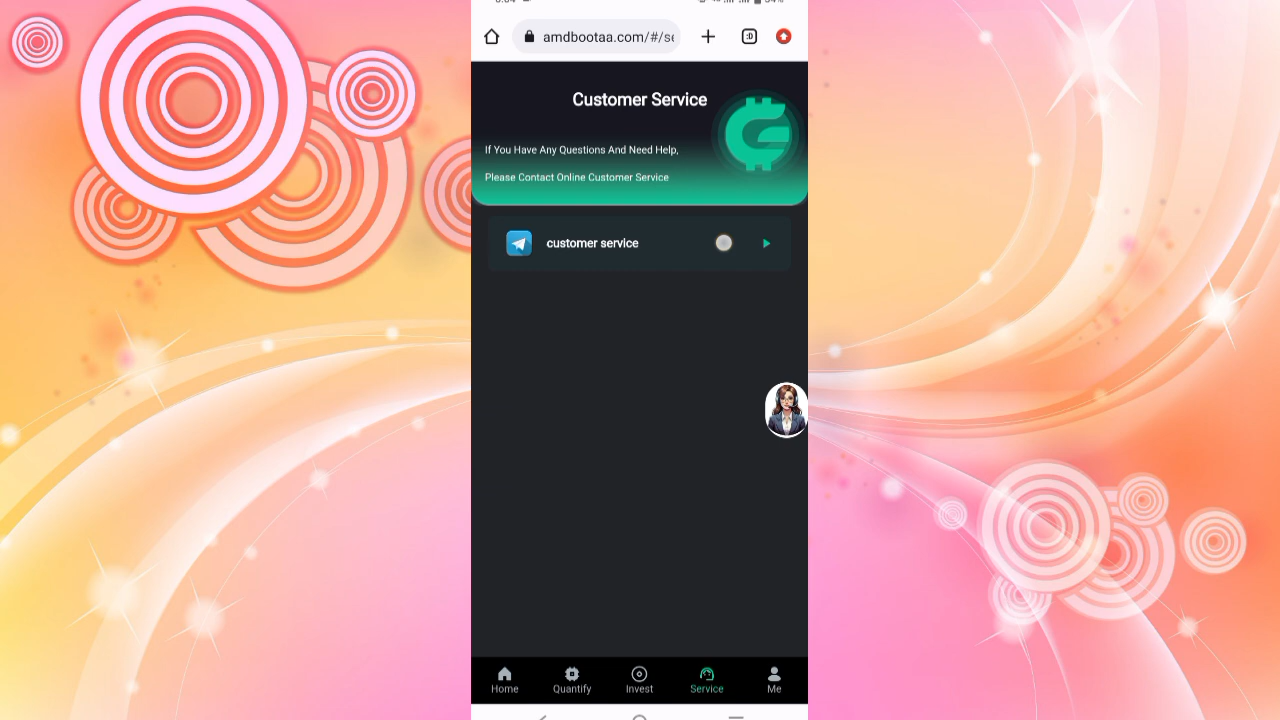 amdbootaa.com/#/se
:D
Customer Service
If You Have Any Questions And Need Help,
Please Contact Online Customer Service
customer service
Home
Quantify
Invest
Service
Me